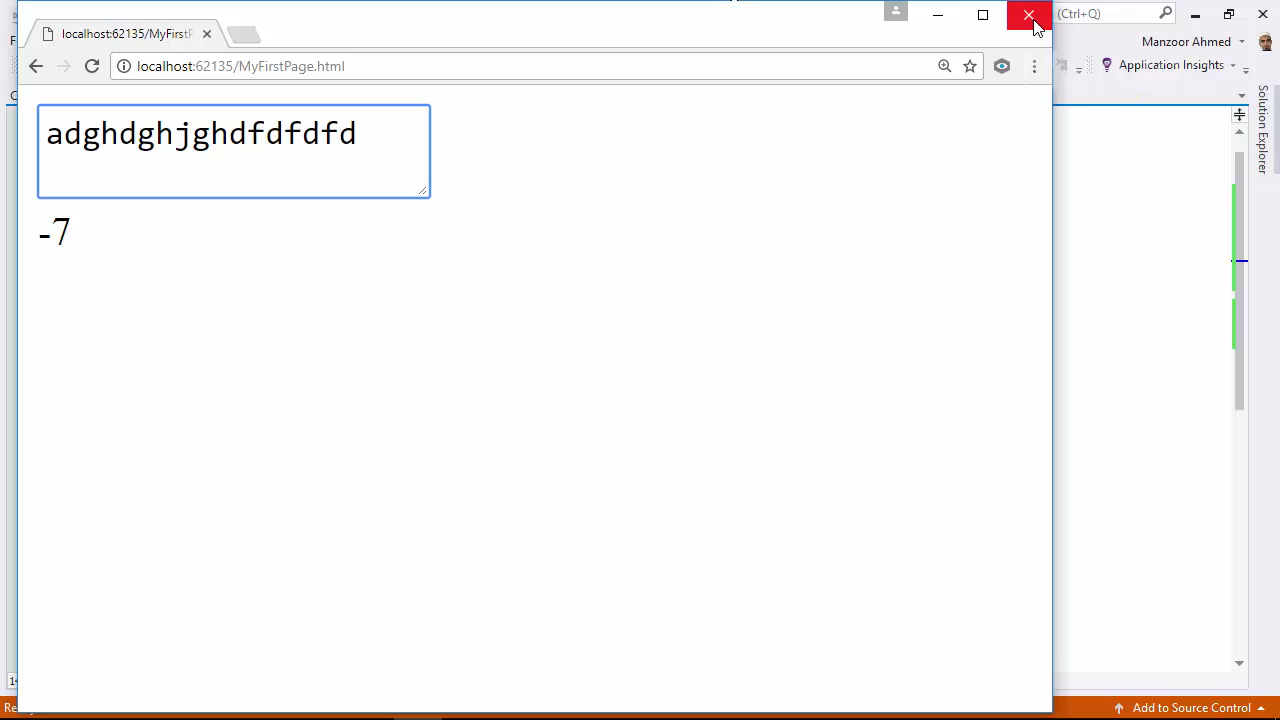 localhost:62135/MyFirst
(Ctrl+Q)
Manzoor Ahmed
localhost:62135/MyFirstPage.html
Application Insights
Solution Explorer
adghdghjghdfdfdfd
-7
Add to Source Control